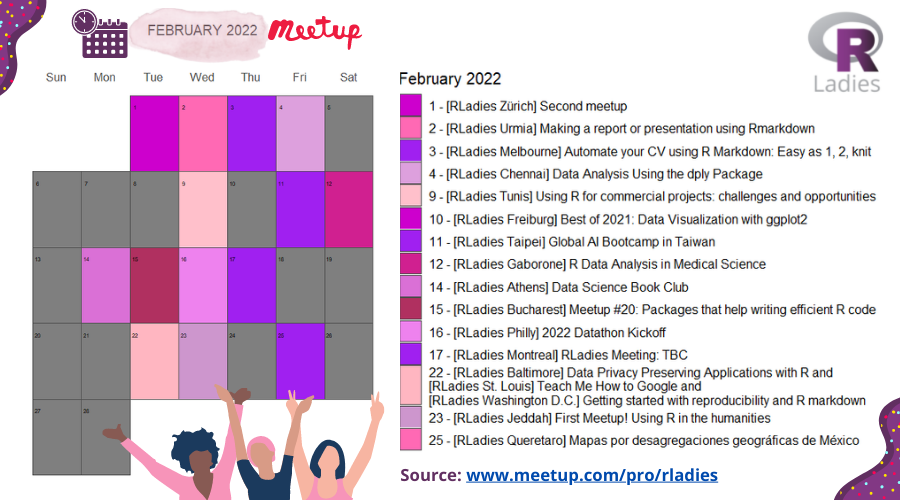 FEBRUARY 2022 Meetup
R
Ladies
Sun Mon Tue Wed Thu Fri Sat
1 2 3 4 5
6 7 8 9 10 11 12
13 14 15 16 17 18 19
20 21 22 23 24 25 26
27 28
February 2022
1 - [RLadies Zürich] Second meetup
2 - [RLadies Urmia] Making a report or presentation using Rmarkdown
3 - [RLadies Melbourne] Automate your CV using R Markdown: Easy as 1, 2, knit
4 - [RLadies Chennai] Data Analysis Using the dply Package
9 - [RLadies Tunis] Using R for commercial projects: challenges and opportunities
10 - [RLadies Freiburg] Best of 2021: Data Visualization with ggplot2
11 - [RLadies Taipei] Global AI Bootcamp in Taiwan
12 - [RLadies Gaborone] R Data Analysis in Medical Science
14 - [RLadies Athens] Data Science Book Club
15 - [RLadies Bucharest] Meetup #20: Packages that help writing efficient R code
16 - [RLadies Philly] 2022 Datathon Kickoff
17 - [RLadies Montreal] RLadies Meeting: TBC
22 - [RLadies Baltimore] Data Privacy Preserving Applications with R and
[RLadies St. Louis] Teach Me How to Google and
[RLadies Washington D.C.] Getting started with reproducibility and R markdown
23 - [RLadies Jeddah] First Meetup! Using R in the humanities
25 - [RLadies Queretaro] Mapas por desagregaciones geográficas de México
Source: www.meetup.com/pro/rladies